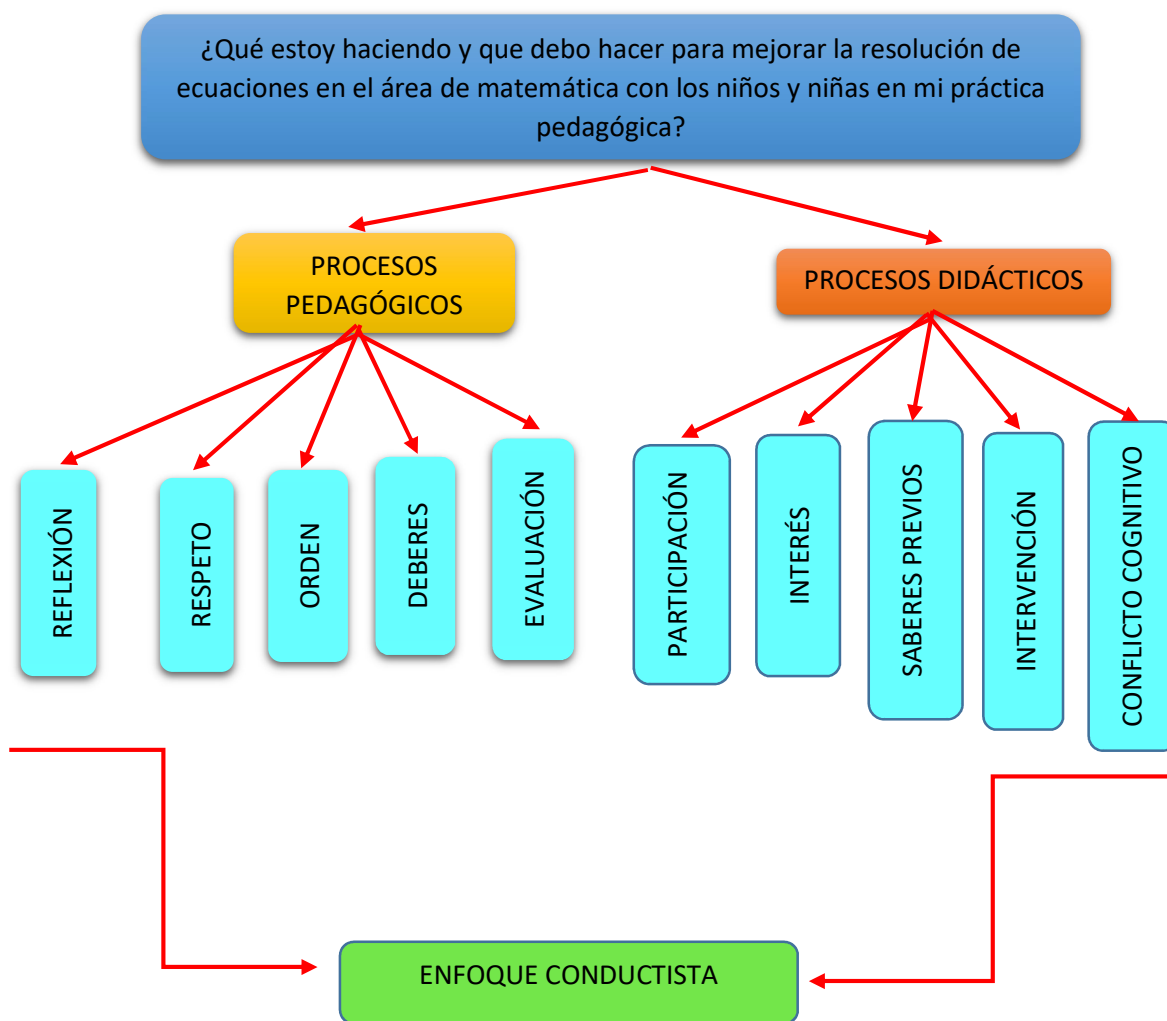 ¿Qué estoy haciendo y que debo hacer para mejorar la resolución de
ecuaciones en el área de matemática con los niños y niñas en mi práctica
pedagógica?
PROCESOS
PEDAGÓGICOS
PROCESOS DIDÁCTICOS
REFLEXIÓN
RESPETO
ORDEN
DEBERES
EVALUACIÓN
PARTICIPACIÓN
INTERÉS
SABERES PREVIOS
INTERVENCIÓN
CONFLICTO COGNITIVO
ENFOQUE CONDUCTISTA